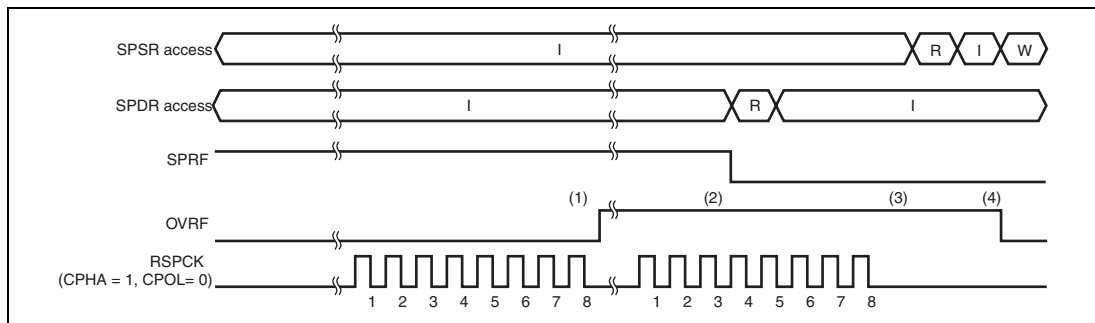 SPSR access I R I W
SPDR access I R I
SPRF
(1) (2) (3) (4)
OVRF
RSPCK
(CPHA = 1, CPOL= 0)
1 2 3 4 5 6 7 8 1 2 3 4 5 6 7 8